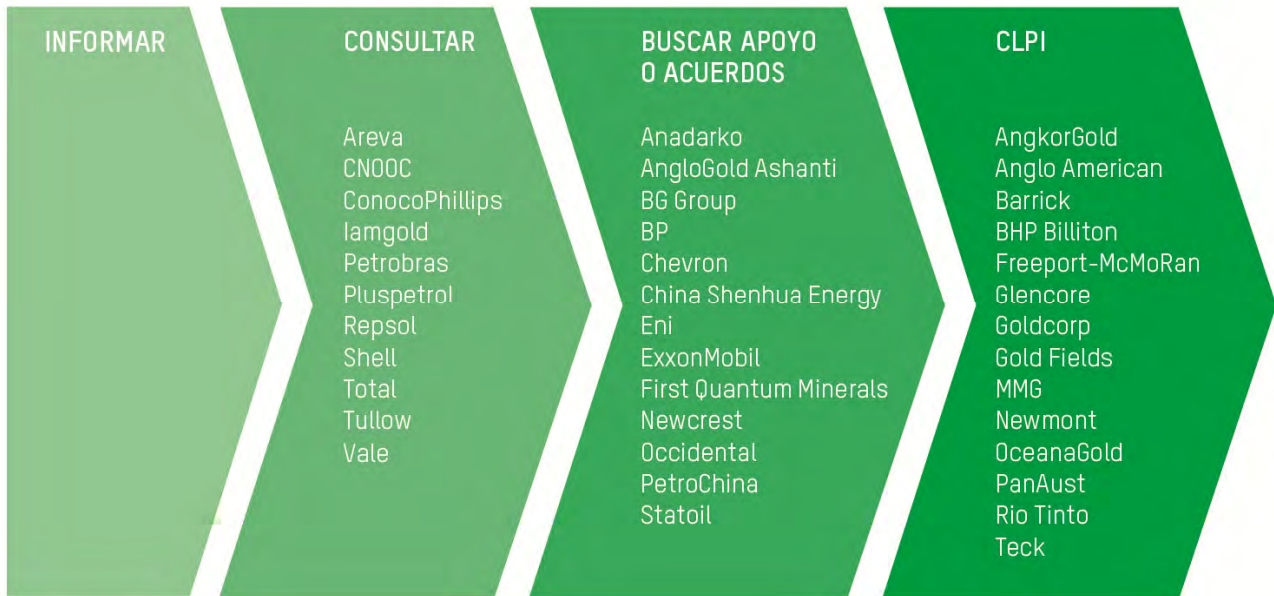 INFORMAR
CONSULTAR
Areva
CNOOC
ConocoPhillips
Iamgold
Petrobras
Pluspetrol
Repsol
Shell
Total
Tullow
Vale
BUSCAR APOYO
O ACUERDOS
Anadarko
AngloGold Ashanti
BG Group
BP
Chevron
China Shenhua Energy
Eni
ExxonMobil
First Quantum Minerals
Newcrest
Occidental
PetroChina
Statoil
CLPI
AngkorGold
Anglo American
Barrick
BHP Billiton
Freeport-McMoRan
Glencore
Goldcorp
Gold Fields
MMG
Newmont
OceanaGold
PanAust
Rio Tinto
Teck